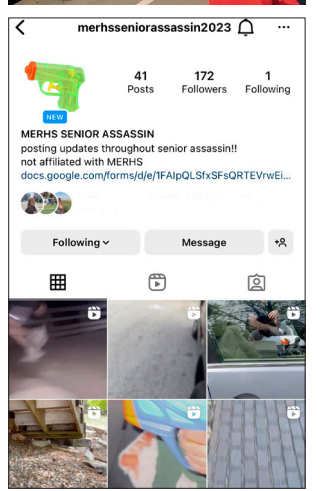 merhsseniorassassin2023
NEW
41
Posts
172
Followers
1
Following
MERHS SENIOR ASSASSIN
posting updates throughout senior assassin!!
not affiliated with MERHS
docs.google.com/forms/d/e/1FAIpQLSfxSFsQRTEVrwEi...
Following
Message